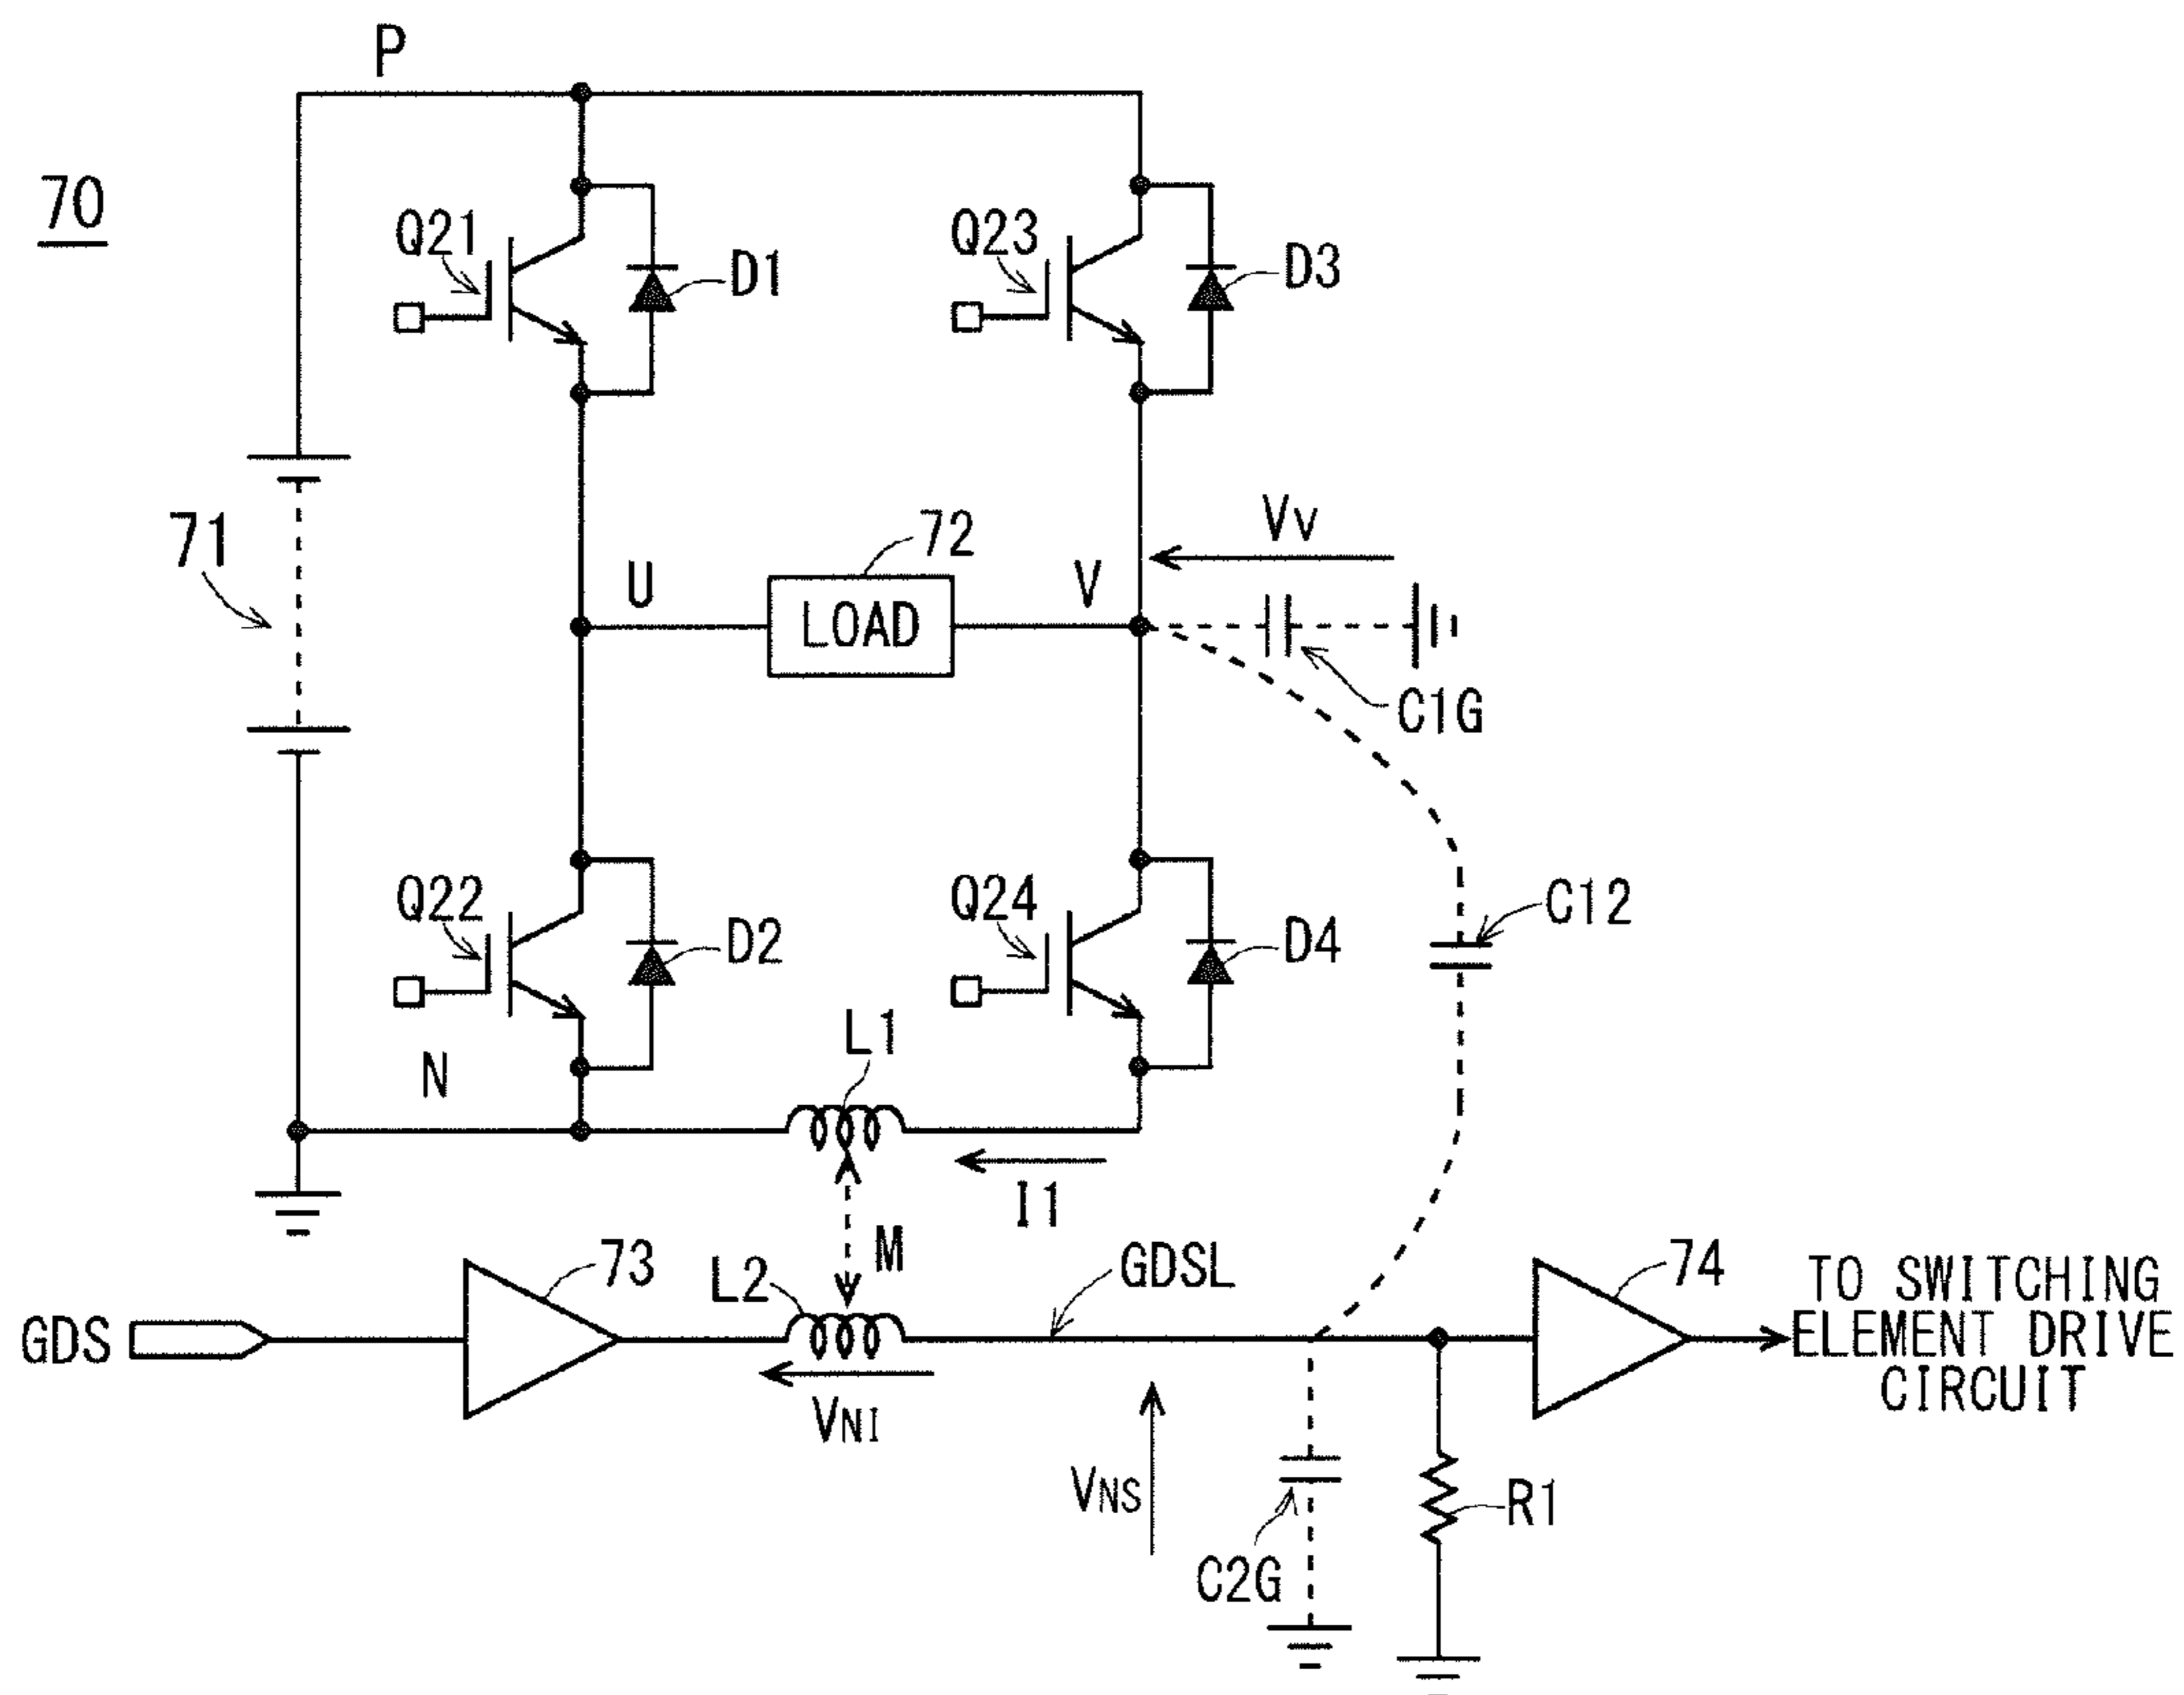 P
70
Q21
D1
Q23
D3
71
72
U
LOAD
V
VV
C1G
Q22
D2
Q24
D4
C12
N
L1
I1
M
GDS
73
L2
GDSL
74
TO SWITCHING
ELEMENT DRIVE
CIRCUIT
VNI
VNS
C2G
R1